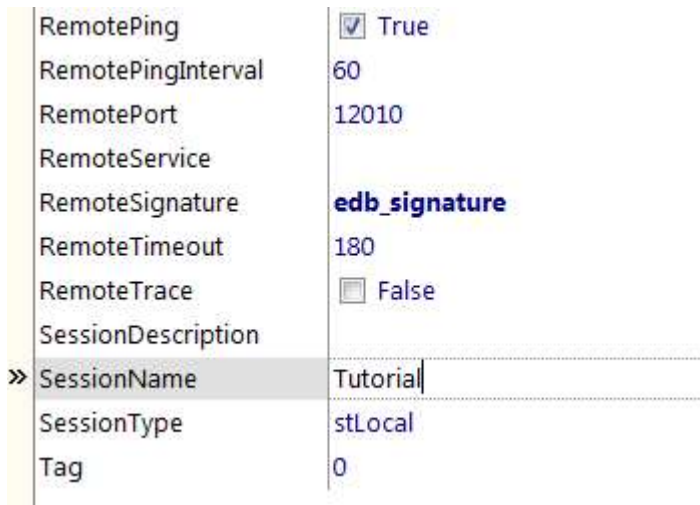 RemotePing True
RemotePingInterval 60
RemotePort 12010
RemoteService
RemoteSignature edb_signature
RemoteTimeout 180
RemoteTrace False
SessionDescription
» SessionName Tutorial
SessionType stLocal
Tag 0